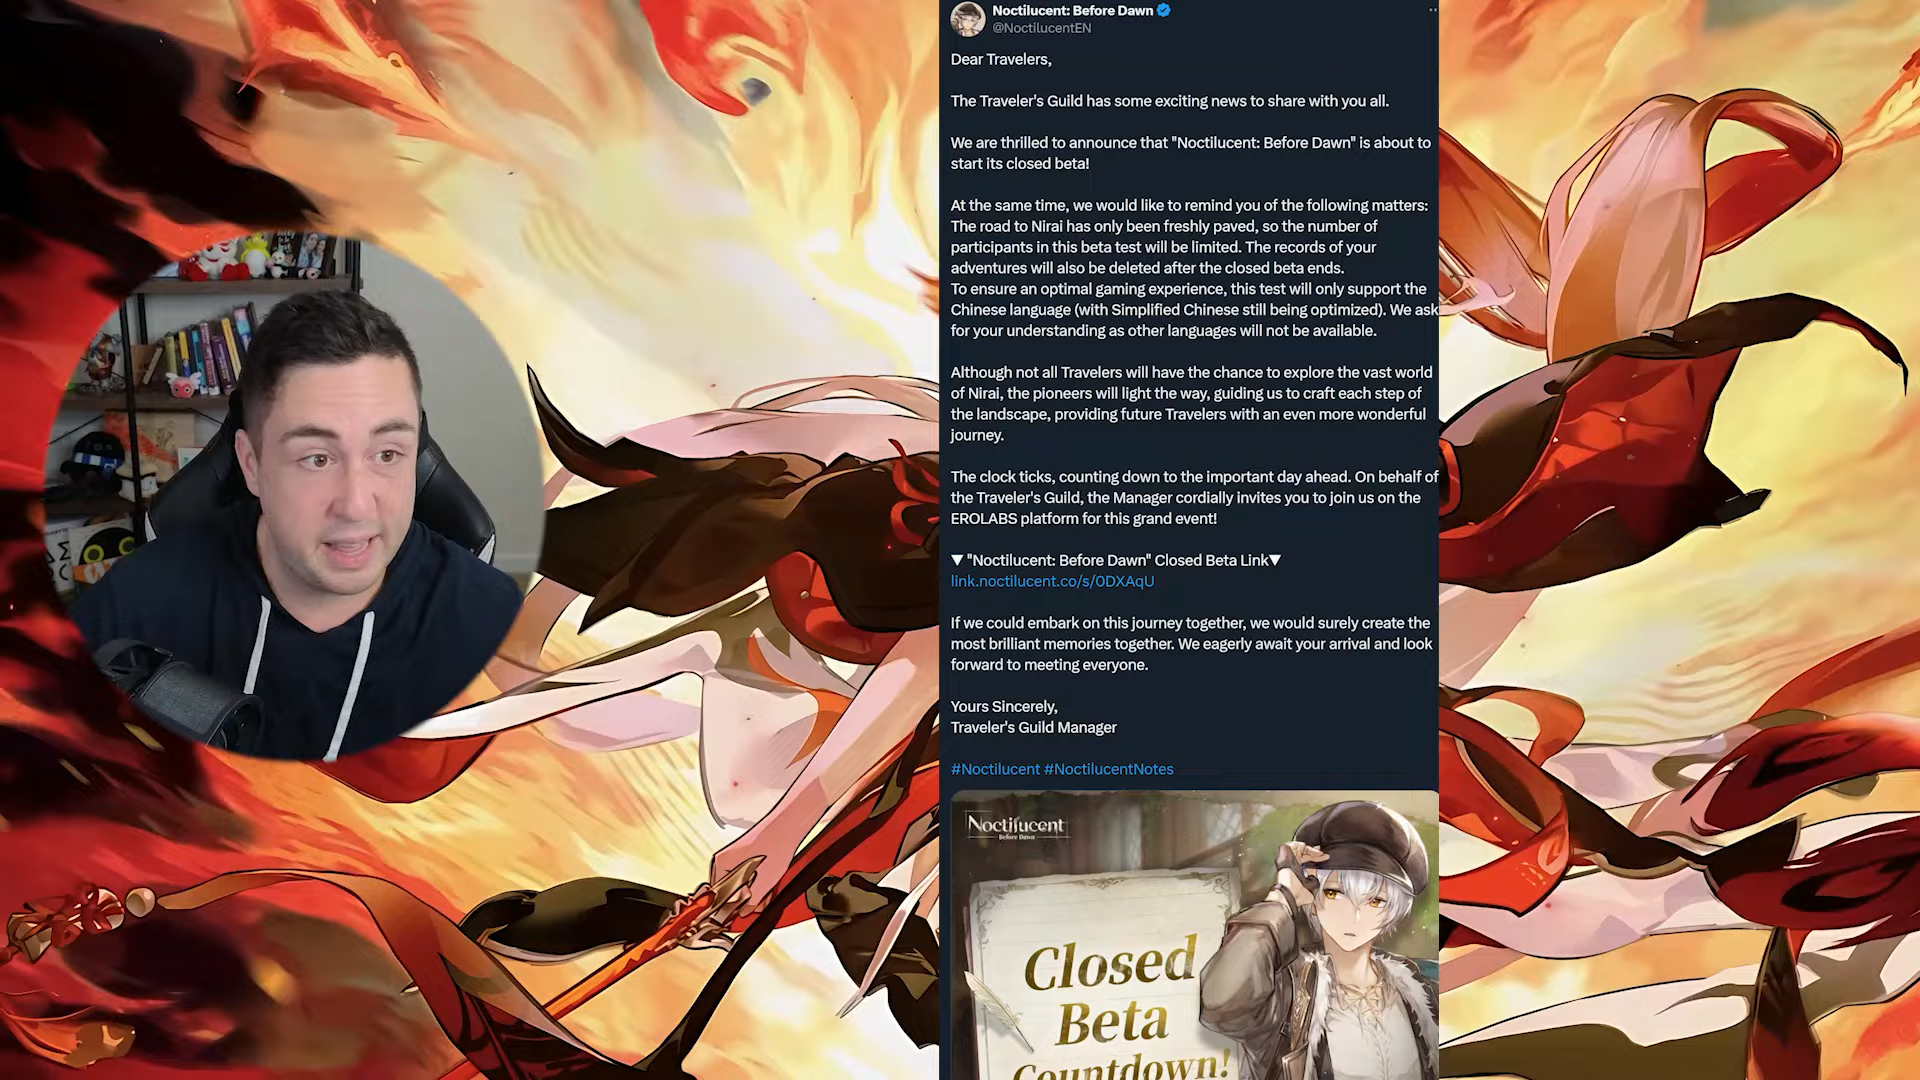 Noctilucent: Before Dawn
@NoctilucentEN
Dear Travelers,
The Traveler's Guild has some exciting news to share with you all.
We are thrilled to announce that "Noctilucent: Before Dawn" is about to
start its closed beta!
At the same time, we would like to remind you of the following matters:
The road to Nirai has only been freshly paved, so the number of
participants in this beta test will be limited. The records of your
adventures will also be deleted after the closed beta ends.
To ensure an optimal gaming experience, this test will only support the
Chinese language (with Simplified Chinese still being optimized). We ask
for your understanding as other languages will not be available.
Although not all Travelers will have the chance to explore the vast world
of Nirai, the pioneers will light the way, guiding us to craft each step of
the landscape, providing future Travelers with an even more wonderful
journey.
The clock ticks, counting down to the important day ahead. On behalf of
the Traveler's Guild, the Manager cordially invites you to join us on the
EROLABS platform for this grand event!
▼ "Noctilucent: Before Dawn" Closed Beta Link▼
link.noctilucent.co/s/0DXAqU
If we could embark on this journey together, we would surely create the
most brilliant memories together. We eagerly await your arrival and look
forward to meeting everyone.
Yours Sincerely,
Traveler's Guild Manager
#Noctilucent #NoctilucentNotes
Noctilucent
Before Dawn
Closed
Beta
Countdown!